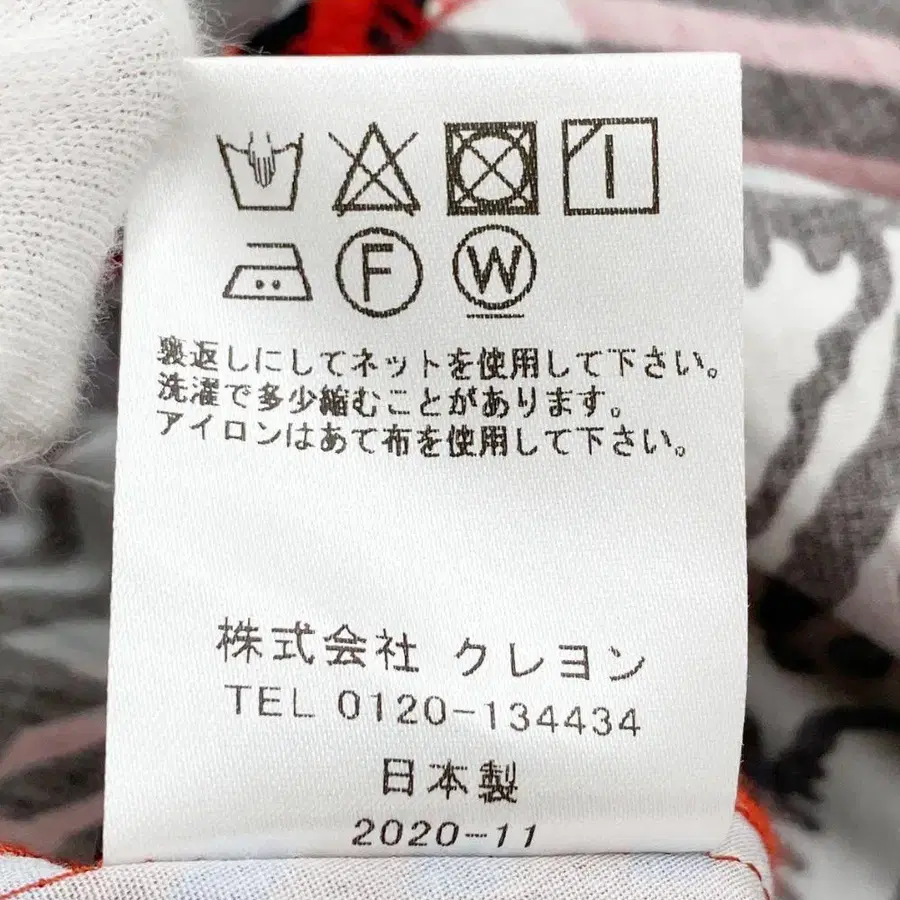 F W
裏返しにしてネットを使用して下さい。
洗濯で多少縮むことがあります。
アイロンはあて布を使用して下さい。
株式会社 クレヨン
TEL 0120-134434
日本製
2020-11